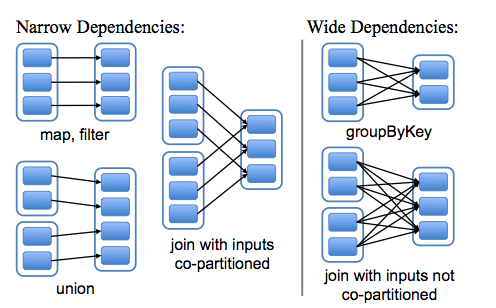 Narrow Dependencies:
map, filter
union
join with inputs
co-partitioned
Wide Dependencies:
groupByKey
join with inputs not
co-partitioned